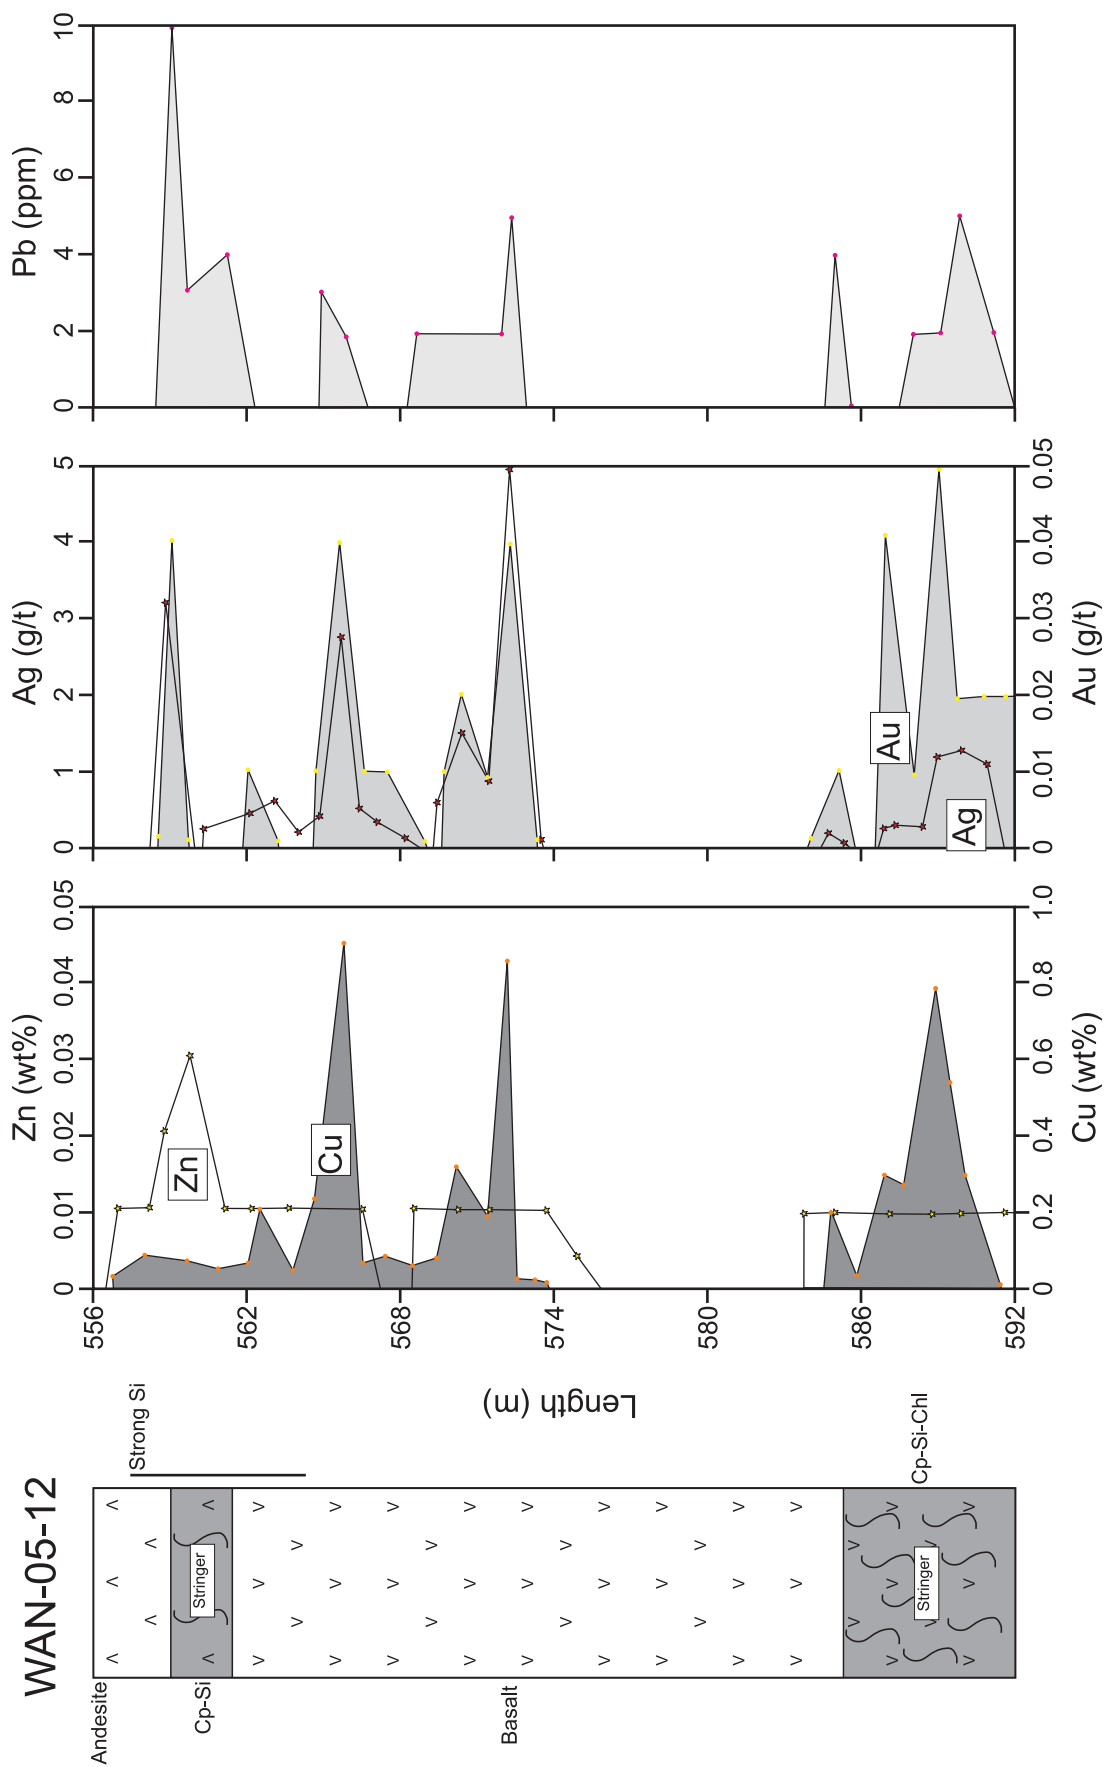 WAN-05-12
Andesite
Cp-Si
Basalt
Stringer
Stringer
Strong Si
Cp-Si-Chl
Length (m)
556
562
568
574
580
586
592
Zn (wt%)
0
0.01
0.02
0.03
0.04
0.05
Zn
Cu
0
0.2
0.4
0.6
0.8
1.0
Cu (wt%)
Ag (g/t)
0
1
2
3
4
5
Au
Ag
0
0.01
0.02
0.03
0.04
0.05
Au (g/t)
Pb (ppm)
0
2
4
6
8
10